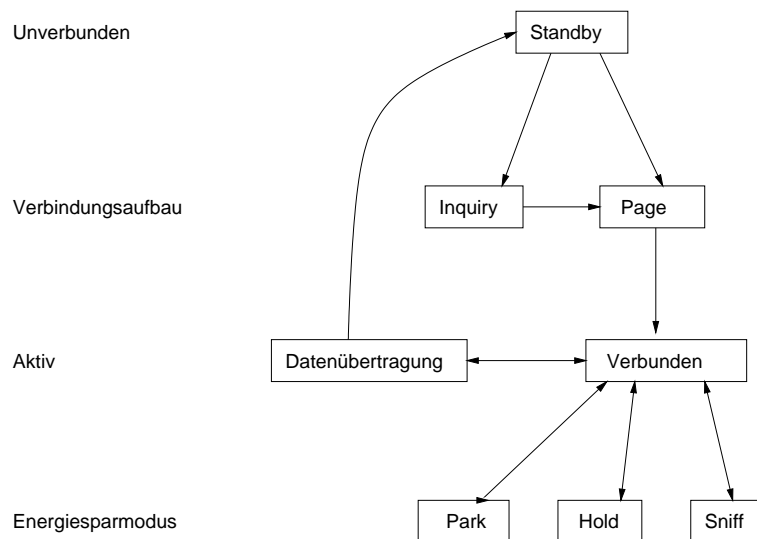 Unverbunden
Standby
Verbindungsaufbau
Inquiry
Page
Aktiv
Datenübertragung
Verbunden
Energiesparmodus
Park
Hold
Sniff